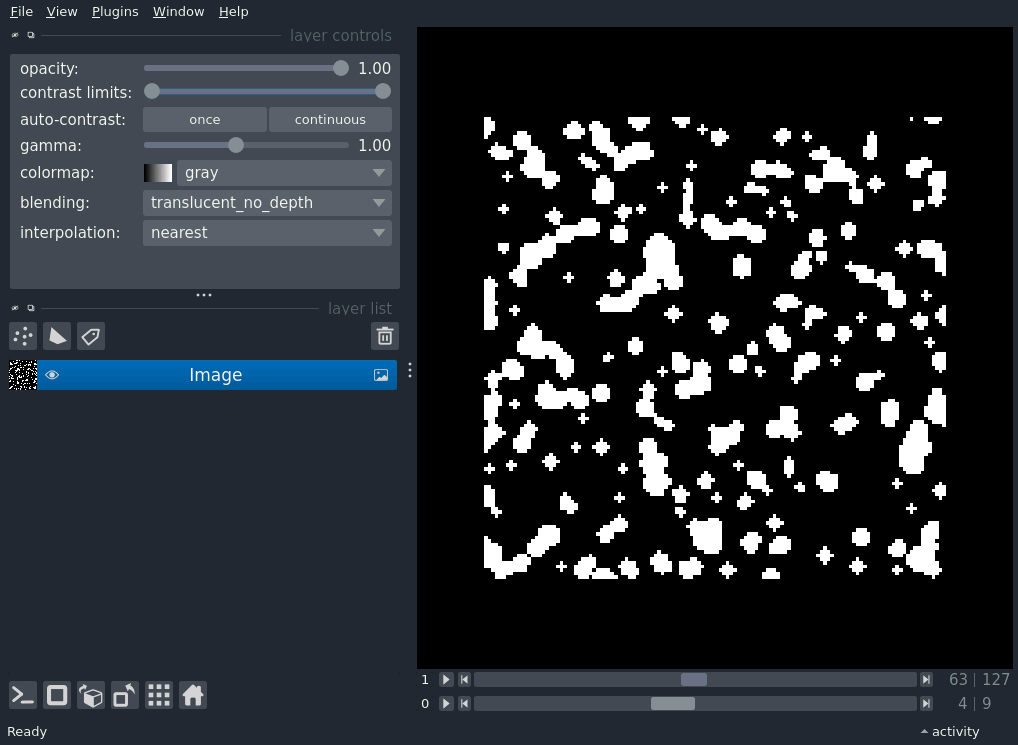 File View Plugins Window Help
layer controls
opacity: 1.00
contrast limits:
auto-contrast: once continuous
gamma: 1.00
colormap: gray
blending: translucent_no_depth
interpolation: nearest
layer list
Image
1 63 | 127
0 4 | 9
Ready activity